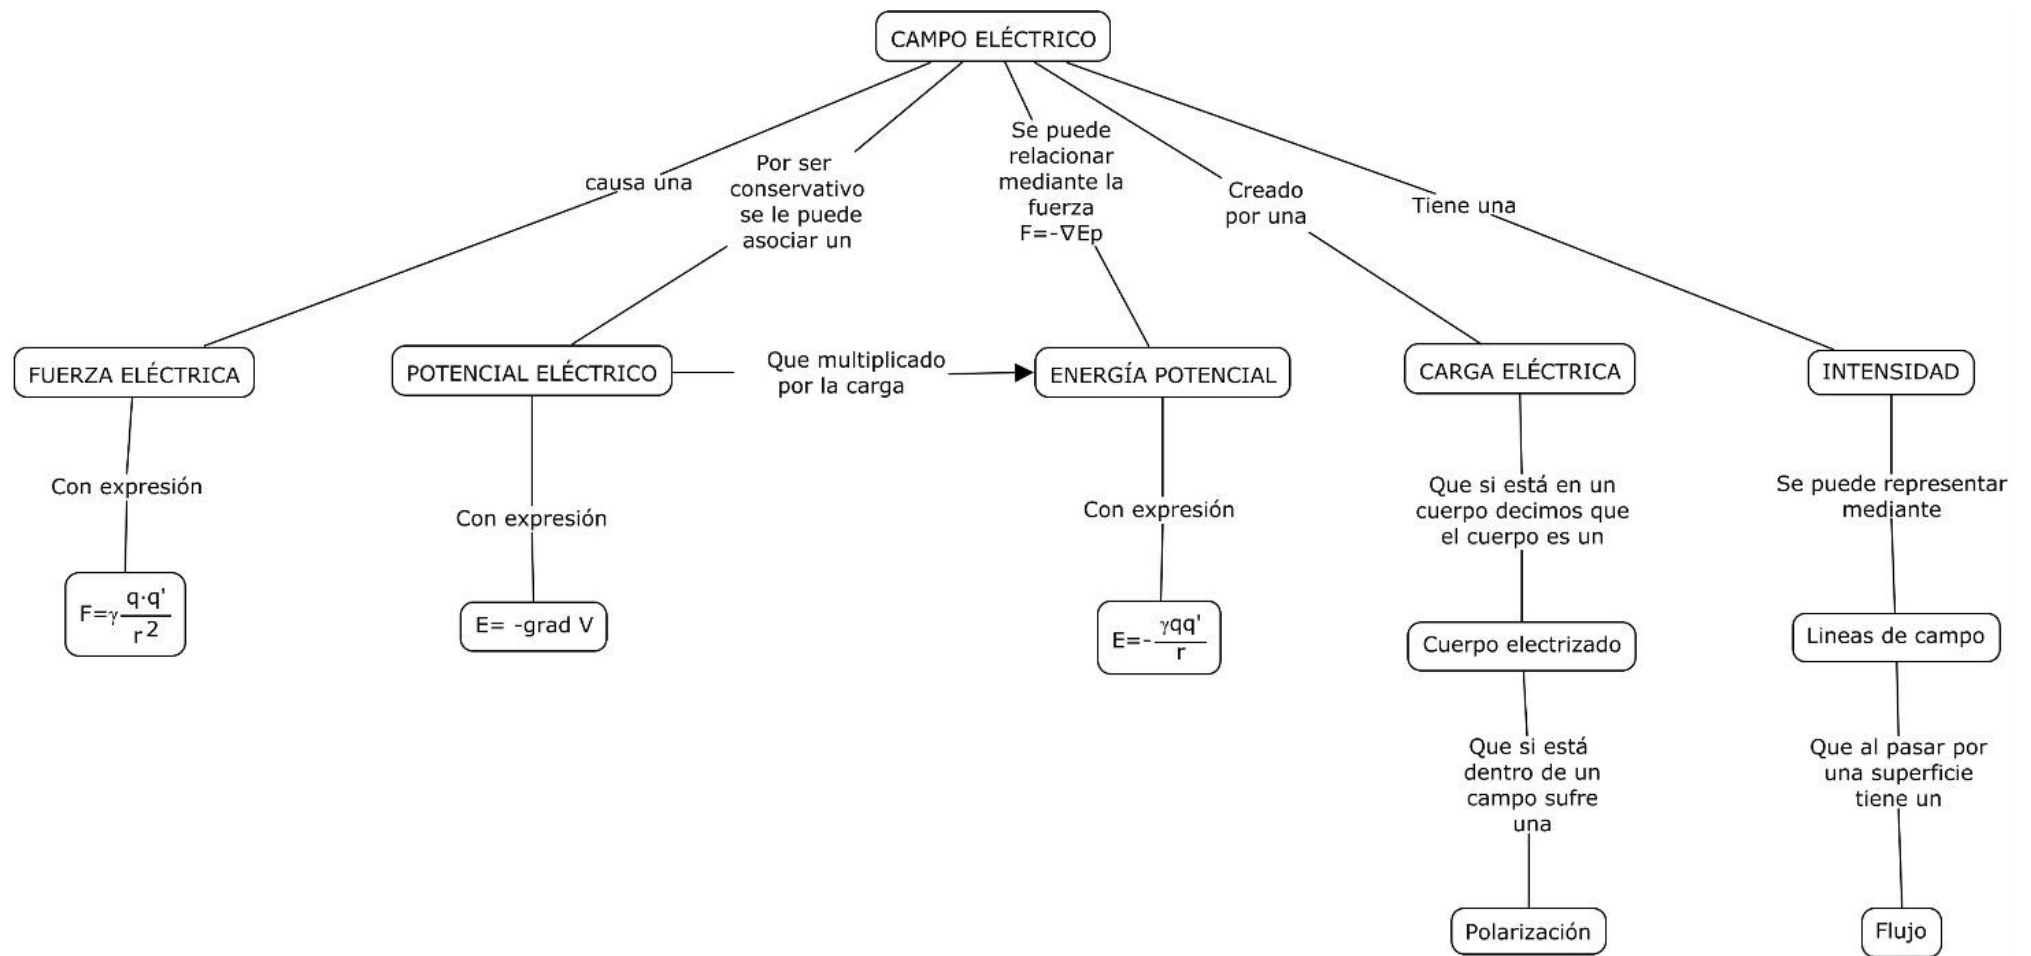 CAMPO ELÉCTRICO
causa una
Por ser
conservativo
se le puede
asociar un
Se puede
relacionar
mediante la
fuerza
F=-∇Ep
Creado
por una
Tiene una
FUERZA ELÉCTRICA
POTENCIAL ELÉCTRICO
Que multiplicado
por la carga
ENERGÍA POTENCIAL
CARGA ELÉCTRICA
INTENSIDAD
Con expresión
F=γ q·q'
r2
Con expresión
E= -grad V
Con expresión
E=- γqq'
r
Que si está en un
cuerpo decimos que
el cuerpo es un
Cuerpo electrizado
Que si está
dentro de un
campo sufre
una
Polarización
Se puede representar
mediante
Lineas de campo
Que al pasar por
una superficie
tiene un
Flujo